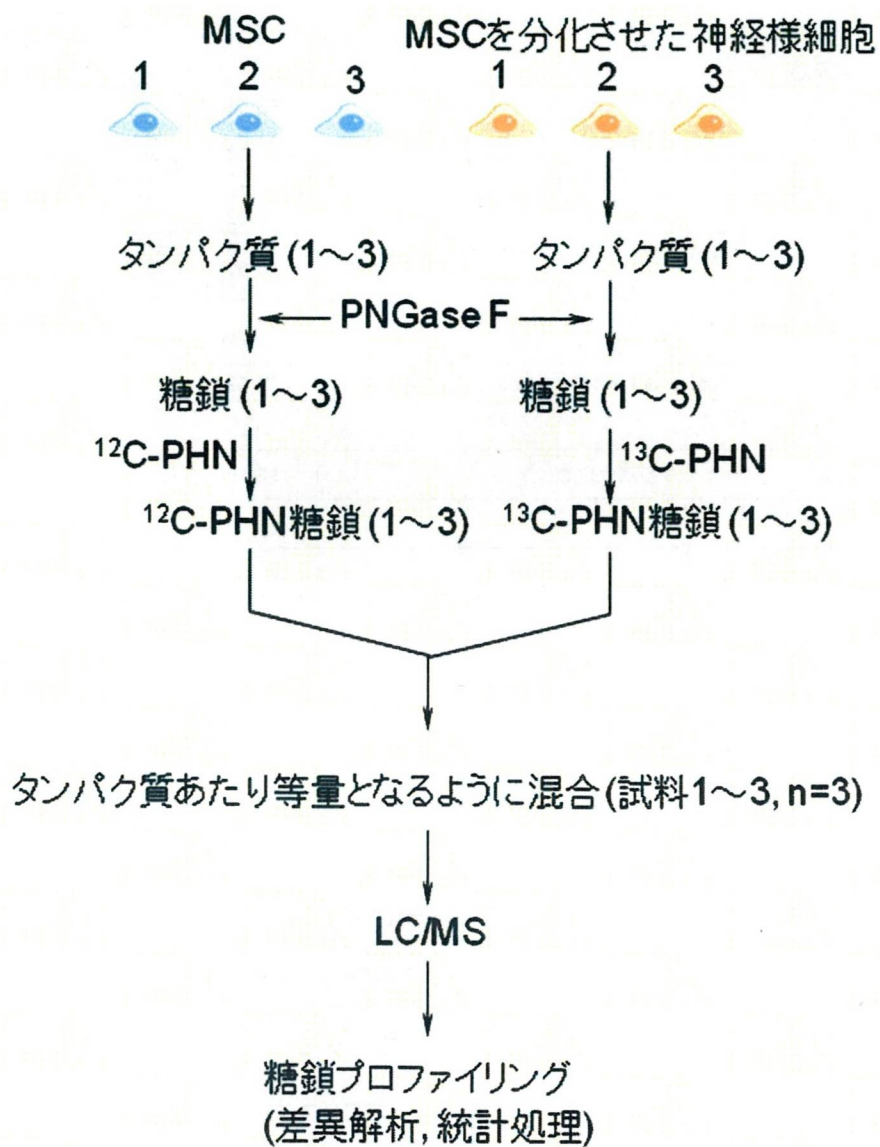 MSC
MSCを分化させた神経様細胞
1 2 3
1 2 3
タンパク質(1～3)
タンパク質(1～3)
PNGase F
糖鎖(1～3)
糖鎖(1～3)
¹²C-PHN
¹³C-PHN
¹²C-PHN糖鎖(1～3)
¹³C-PHN糖鎖(1～3)
タンパク質あたり等量となるように混合(試料1～3, n=3)
LC/MS
糖鎖プロファイリング
(差異解析, 統計処理)